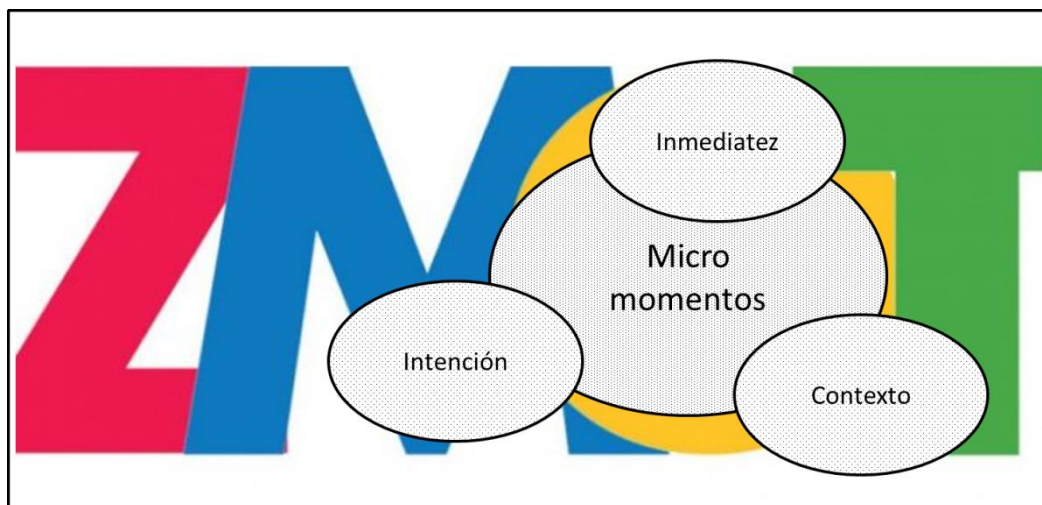 ZMOT
Inmediatez
Micro
momentos
Intención
Contexto